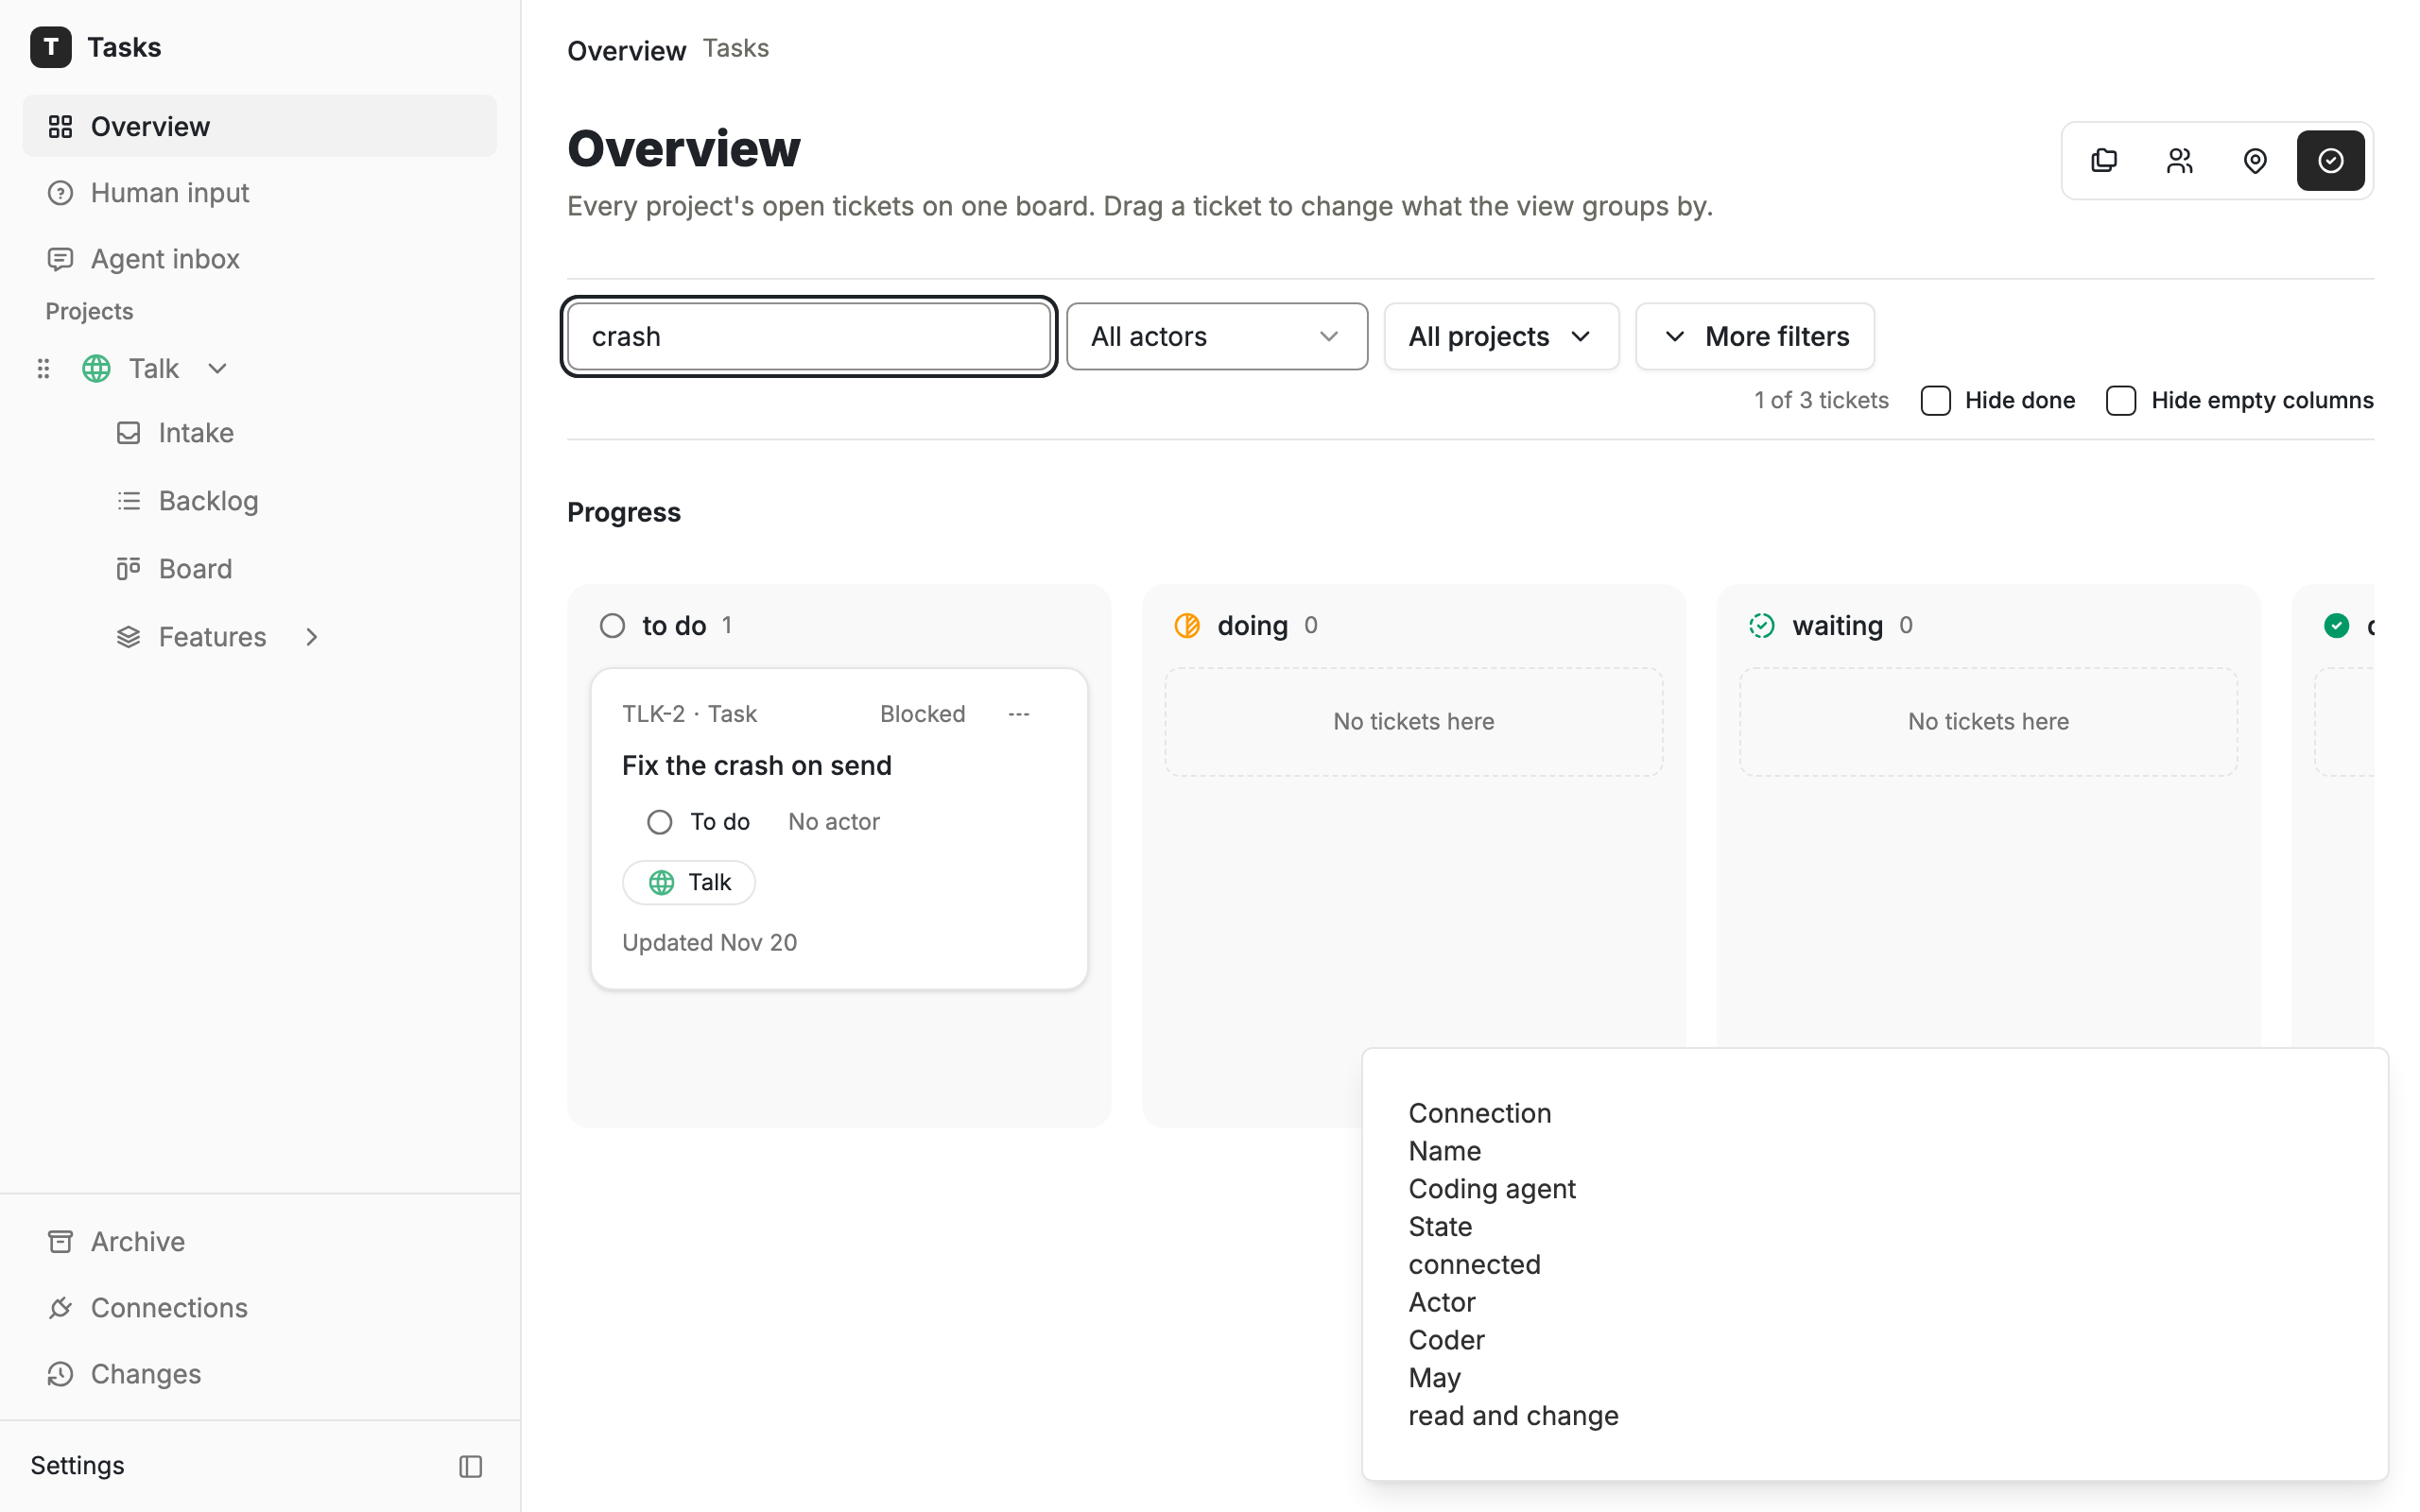 T Tasks
Overview
Human input
Agent inbox
Projects
Talk
Intake
Backlog
Board
Features
Archive
Connections
Changes
Settings
Overview Tasks
Overview
Every project's open tickets on one board. Drag a ticket to change what the view groups by.
crash All actors All projects More filters
1 of 3 tickets Hide done Hide empty columns
Progress
to do 1
TLK-2 · Task Blocked
Fix the crash on send
To do No actor
Talk
Updated Nov 20
doing 0
No tickets here
waiting 0
No tickets here
Connection
Name
Coding agent
State
connected
Actor
Coder
May
read and change